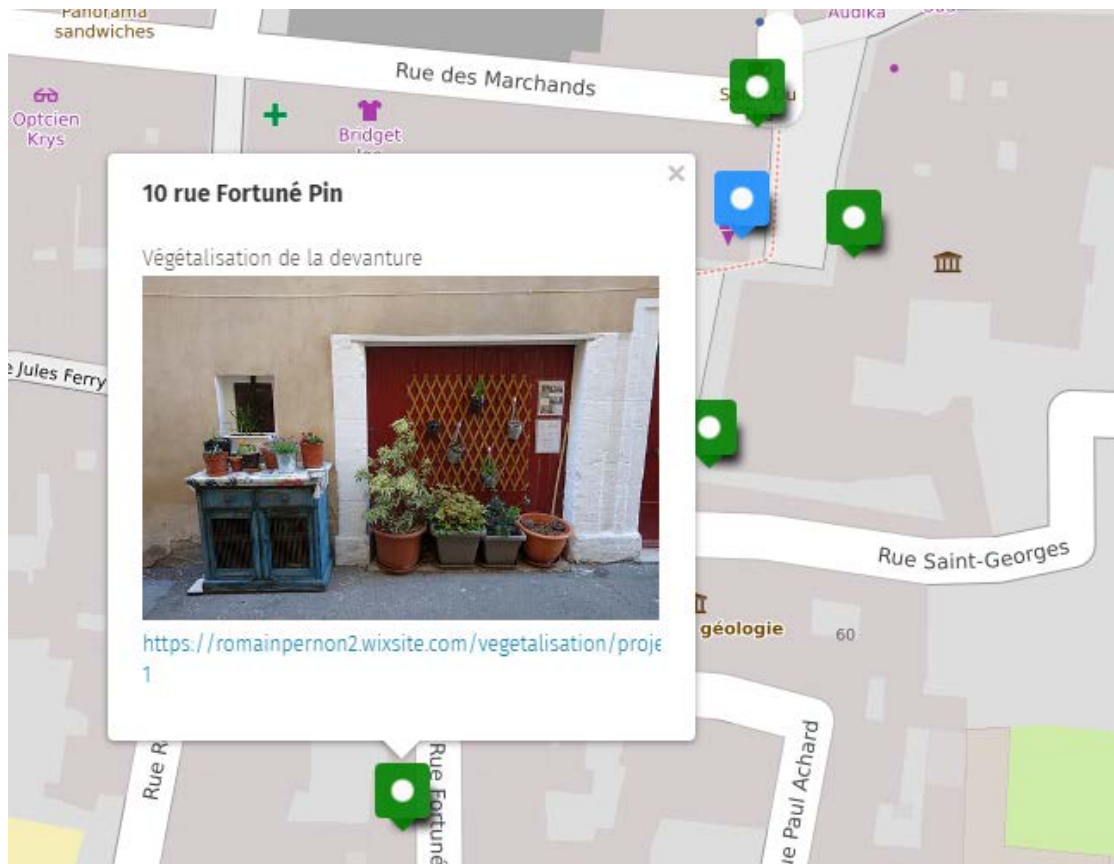 Panorama
sandwiches
Audika
Rue des Marchands
Optcien
Krys
Bridget
10 rue Fortuné Pin
×
Végétalisation de la devanture
Jules Ferry
Rue Saint-Georges
https://romainpernon2.wixsite.com/vegetalisation/proje
1
géologie
60
Rue
Rue Fortuné
Paul Achard